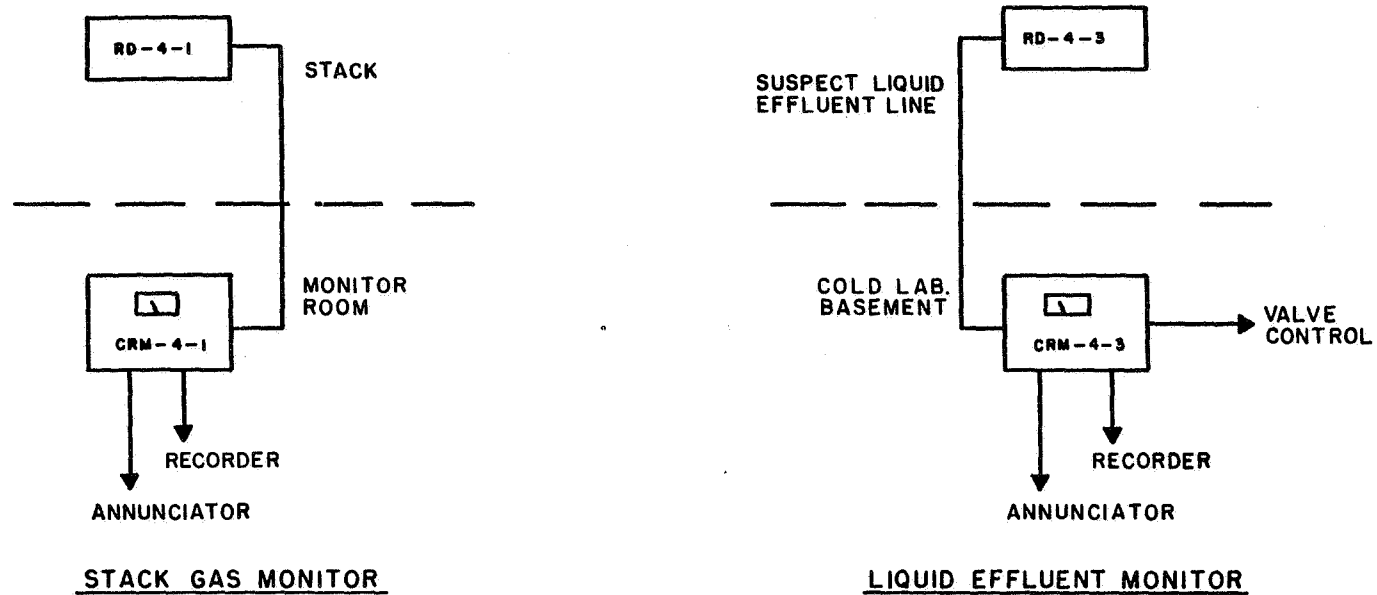 RD-4-1
STACK
MONITOR
ROOM
CRM-4-1
RECORDER
ANNUNCIATOR
STACK GAS MONITOR
RD-4-3
SUSPECT LIQUID
EFFLUENT LINE
COLD LAB.
BASEMENT
CRM-4-3
VALVE
CONTROL
RECORDER
ANNUNCIATOR
LIQUID EFFLUENT MONITOR